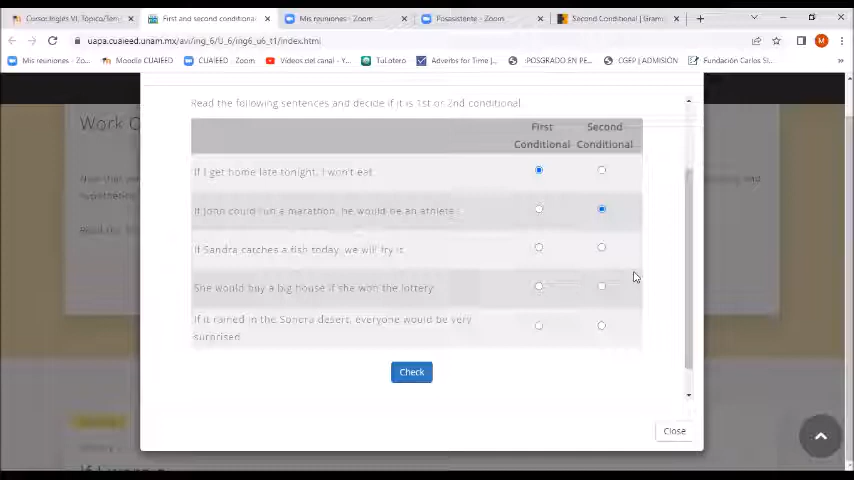 Curso: Inglés VI. Tópico/Tem
First and second conditional
Mis reuniones - Zoom
Posasistente - Zoom
Second Conditional | Gram
uapa.cuaieed.unam.mx/avi/ing_6/U_6/ing6_u6_t1/index.html
M
Mis reuniones - Zo...
Moodle CUAIEED
CUAIEED - Zoom
Vídeos del canal - Y...
TuLotero
Adverbs for Time |...
:POSGRADO EN PE...
CGEP | ADMISIÓN
Fundación Carlos Sl...
Work
Read the following sentences and decide if it is 1st or 2nd conditional.
First Conditional
Second Conditional
If I get home late tonight, I won't eat.
If John could run a marathon, he would be an athlete.
If Sandra catches a fish today, we will fry it.
She would buy a big house if she won the lottery.
If it rained in the Sonora desert, everyone would be very
surprised.
Check
Close